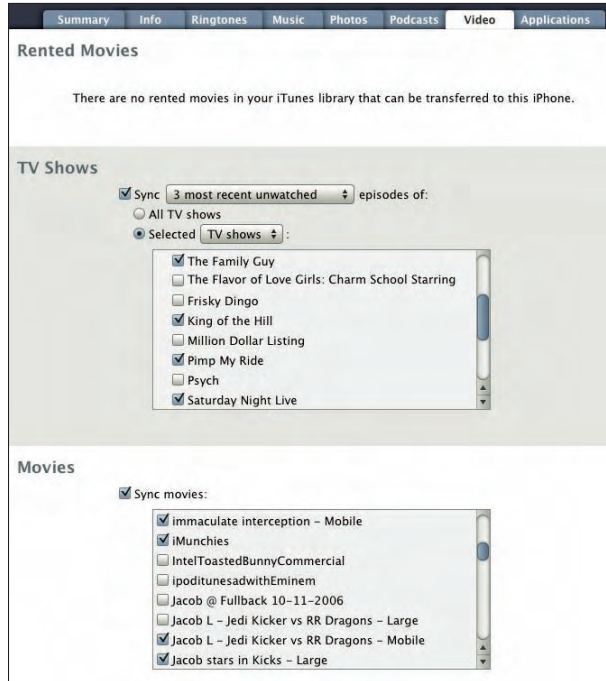 Summary Info Ringtones Music Photos Podcasts Video Applications
Rented Movies
There are no rented movies in your iTunes library that can be transferred to this iPhone.
TV Shows
Sync 3 most recent unwatched episodes of:
All TV shows
Selected TV shows :
The Family Guy
The Flavor of Love Girls: Charm School Starring
Frisky Dingo
King of the Hill
Million Dollar Listing
Pimp My Ride
Psych
Saturday Night Live
Movies
Sync movies:
immaculate interception – Mobile
iMunchies
IntelToastedBunnyCommercial
ipoditunesadwithEminem
Jacob @ Fullback 10-11-2006
Jacob L – Jedi Kicker vs RR Dragons – Large
Jacob L – Jedi Kicker vs RR Dragons – Mobile
Jacob stars in Kicks – Large